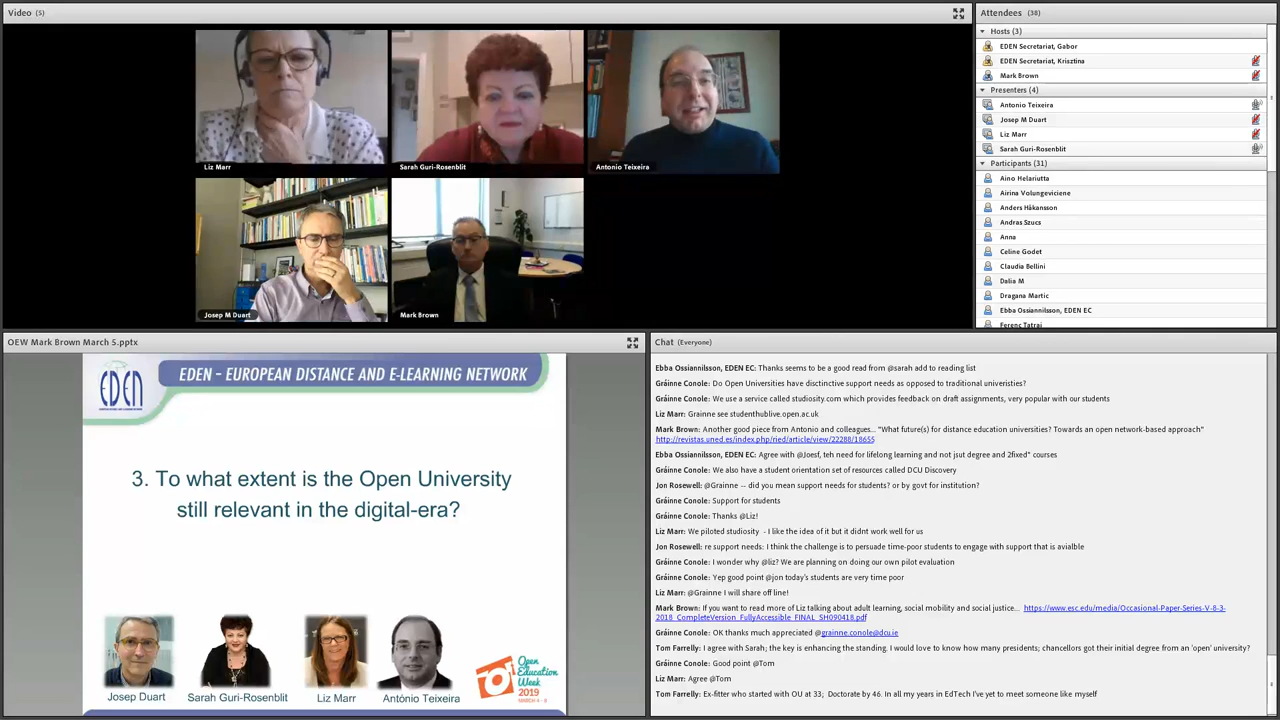 Video (5)
Liz Marr
Sarah Guri-Rosenblit
Antonio Teixeira
Josep M Duart
Mark Brown
Attendees (38)
Hosts (3)
EDEN Secretariat, Gabor
EDEN Secretariat, Krisztina
Mark Brown
Presenters (4)
Antonio Teixeira
Josep M Duart
Liz Marr
Sarah Guri-Rosenblit
Participants (31)
Aino Helariutta
Airina Volungeviciene
Anders Håkansson
Andras Szucs
Anna
Celine Godet
Claudia Bellini
Dalia M
Dragana Martic
Ebba Ossiannilsson, EDEN EC
Ferenc Tatrai
OEW Mark Brown March 5.pptx
EDEN
EDEN - EUROPEAN DISTANCE AND E-LEARNING NETWORK
3. To what extent is the Open University
still relevant in the digital-era?
Josep Duart
Sarah Guri-Rosenblit
Liz Marr
António Teixeira
Open
Education
Week
2019
MARCH 4 - 8
Chat (Everyone)
Ebba Ossiannilsson, EDEN EC: Thanks seems to be a good read from @sarah add to reading list
Gráinne Conole: Do Open Universities have disctinctive support needs as opposed to traditional univeristies?
Gráinne Conole: We use a service called studiosity.com which provides feedback on draft assignments, very popular with our students
Liz Marr: Grainne see studenthublive.open.ac.uk
Mark Brown: Another good piece from Antonio and colleagues... "What future(s) for distance education universities? Towards an open network-based approach"
http://revistas.uned.es/index.php/ried/article/view/22288/18655
Ebba Ossiannilsson, EDEN EC: Agree with @Joesf, teh need for lifelong learning and not jsut degree and 2fixed" courses
Gráinne Conole: We also have a student orientation set of resources called DCU Discovery
Jon Rosewell: @Grainne -- did you mean support needs for students? or by govt for institution?
Gráinne Conole: Support for students
Gráinne Conole: Thanks @Liz!
Liz Marr: We piloted studiosity - I like the idea of it but it didnt work well for us
Jon Rosewell: re support needs: I think the challenge is to persuade time-poor students to engage with support that is avialble
Gráinne Conole: I wonder why @liz? We are planning on doing our own pilot evaluation
Gráinne Conole: Yep good point @jon today's students are very time poor
Liz Marr: @Grainne I will share off line!
Mark Brown: If you want to read more of Liz talking about adult learning, social mobility and social justice... https://www.esc.edu/media/Occasional-Paper-Series-V-8-3-
2018_CompleteVersion_FullyAccessible_FINAL_SH090418.pdf
Gráinne Conole: OK thanks much appreciated @grainne.conole@dcu.ie
Tom Farrelly: I agree with Sarah; the key is enhancing the standing. I would love to know how many presidents; chancellors got their initial degree from an 'open' university?
Gráinne Conole: Good point @Tom
Liz Marr: Agree @Tom
Tom Farrelly: Ex-fitter who started with OU at 33; Doctorate by 46. In all my years in EdTech I've yet to meet someone like myself